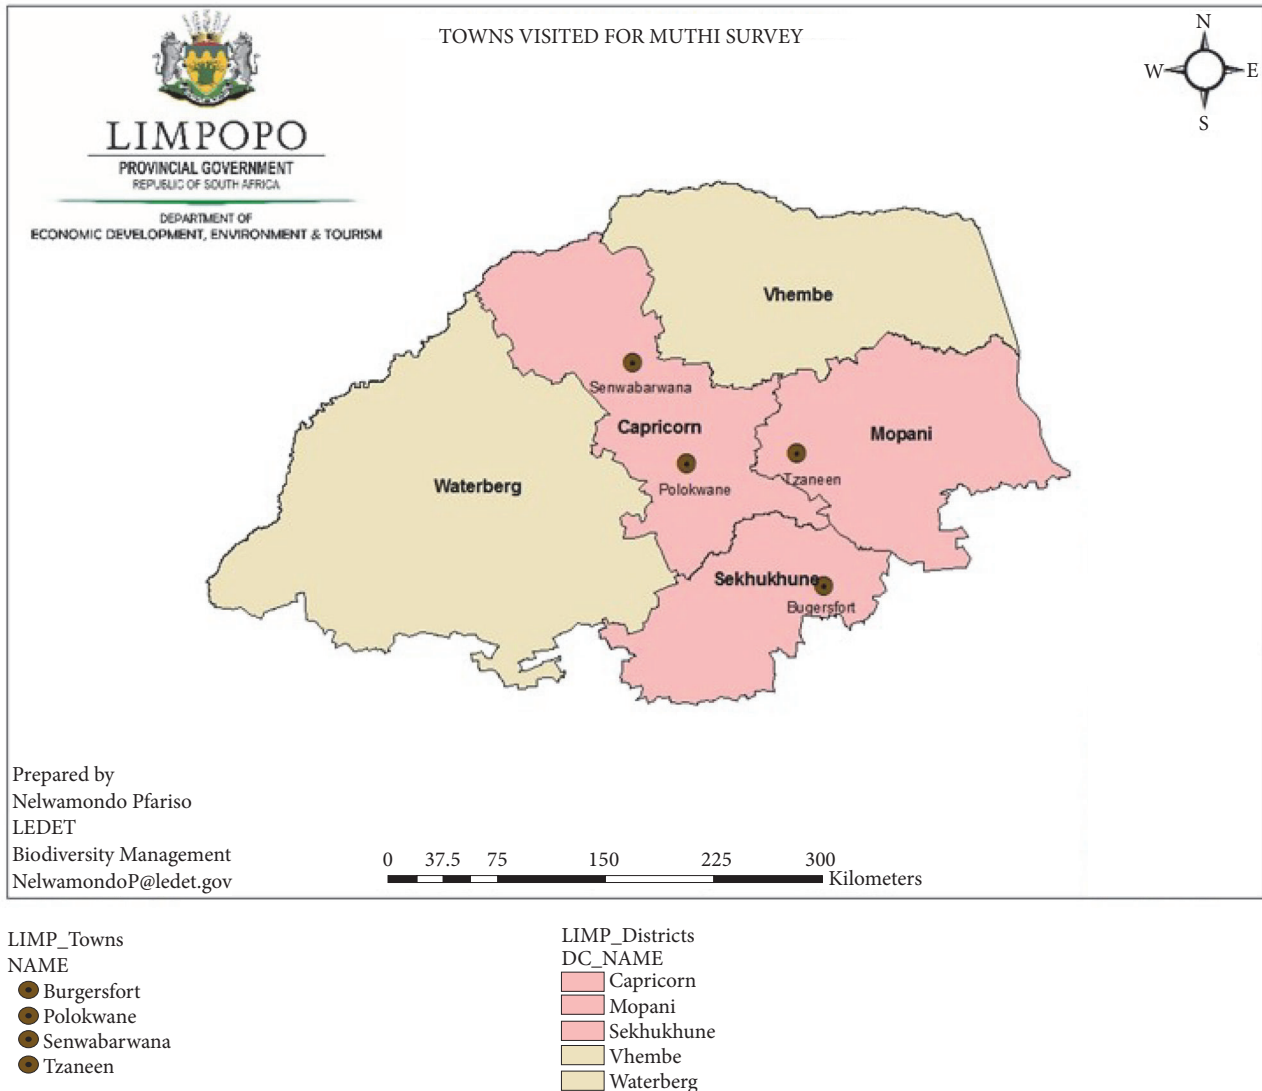 TOWNS VISITED FOR MUTHI SURVEY
N
W E
S
LIMPOPO
PROVINCIAL GOVERNMENT
REPUBLIC OF SOUTH AFRICA
DEPARTMENT OF
ECONOMIC DEVELOPMENT, ENVIRONMENT & TOURISM
Vhembe
Senwabarwana
Capricorn
Mopani
Tzaneen
Polokwane
Waterberg
Sekhukhune
Bugersfort
Prepared by
Nelwamondo Pfariso
LEDET
Biodiversity Management
NelwamondoP@ledet.gov
0 37.5 75 150 225 300
Kilometers
LIMP_Towns
NAME
Burgersfort
Polokwane
Senwabarwana
Tzaneen
LIMP_Districts
DC_NAME
Capricorn
Mopani
Sekhukhune
Vhembe
Waterberg